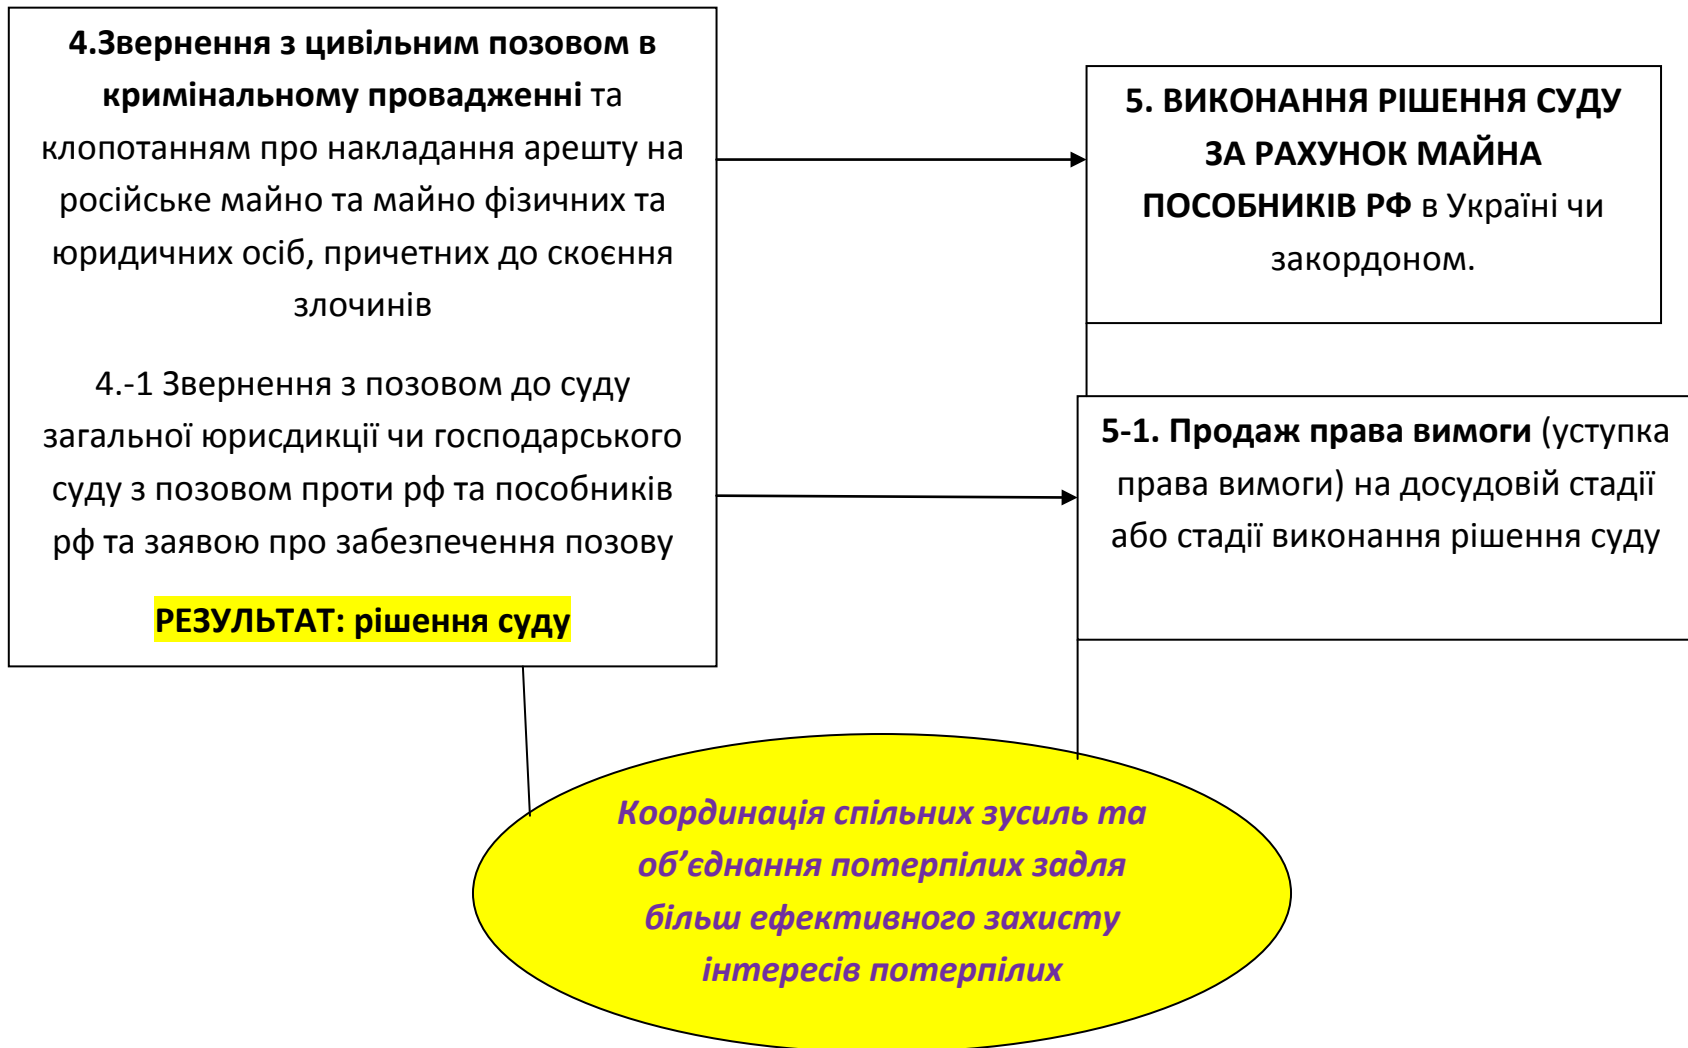 4.Звернення з цивільним позовом в
кримінальному провадженні та
клопотанням про накладання арешту на
російське майно та майно фізичних та
юридичних осіб, причетних до скоєння
злочинів
4.-1 Звернення з позовом до суду
загальної юрисдикції чи господарського
суду з позовом проти рф та пособників
рф та заявою про забезпечення позову
РЕЗУЛЬТАТ: рішення суду
5. ВИКОНАННЯ РІШЕННЯ СУДУ
ЗА РАХУНОК МАЙНА
ПОСОБНИКІВ РФ в Україні чи
закордоном.
5-1. Продаж права вимоги (уступка
права вимоги) на досудовій стадії
або стадії виконання рішення суду
Координація спільних зусиль та
об’єднання потерпілих задля
більш ефективного захисту
інтересів потерпілих